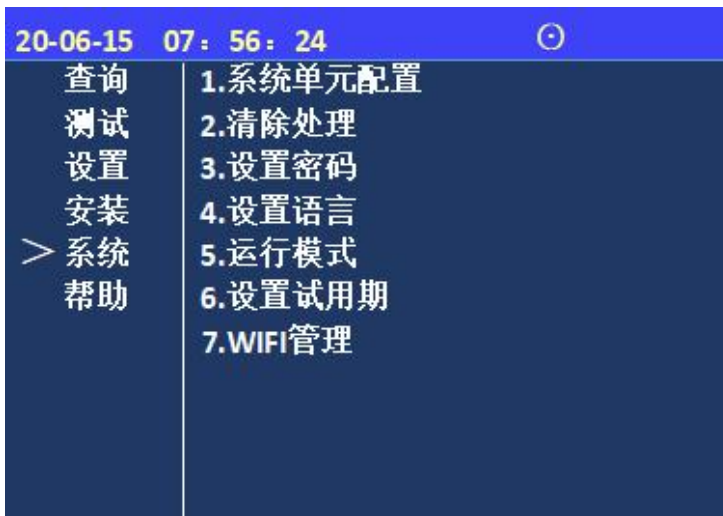 20-06-15 07：56：24
查询
测试
设置
安装
＞系统
帮助
1.系统单元配置
2.清除处理
3.设置密码
4.设置语言
5.运行模式
6.设置试用期
7.WIFI管理